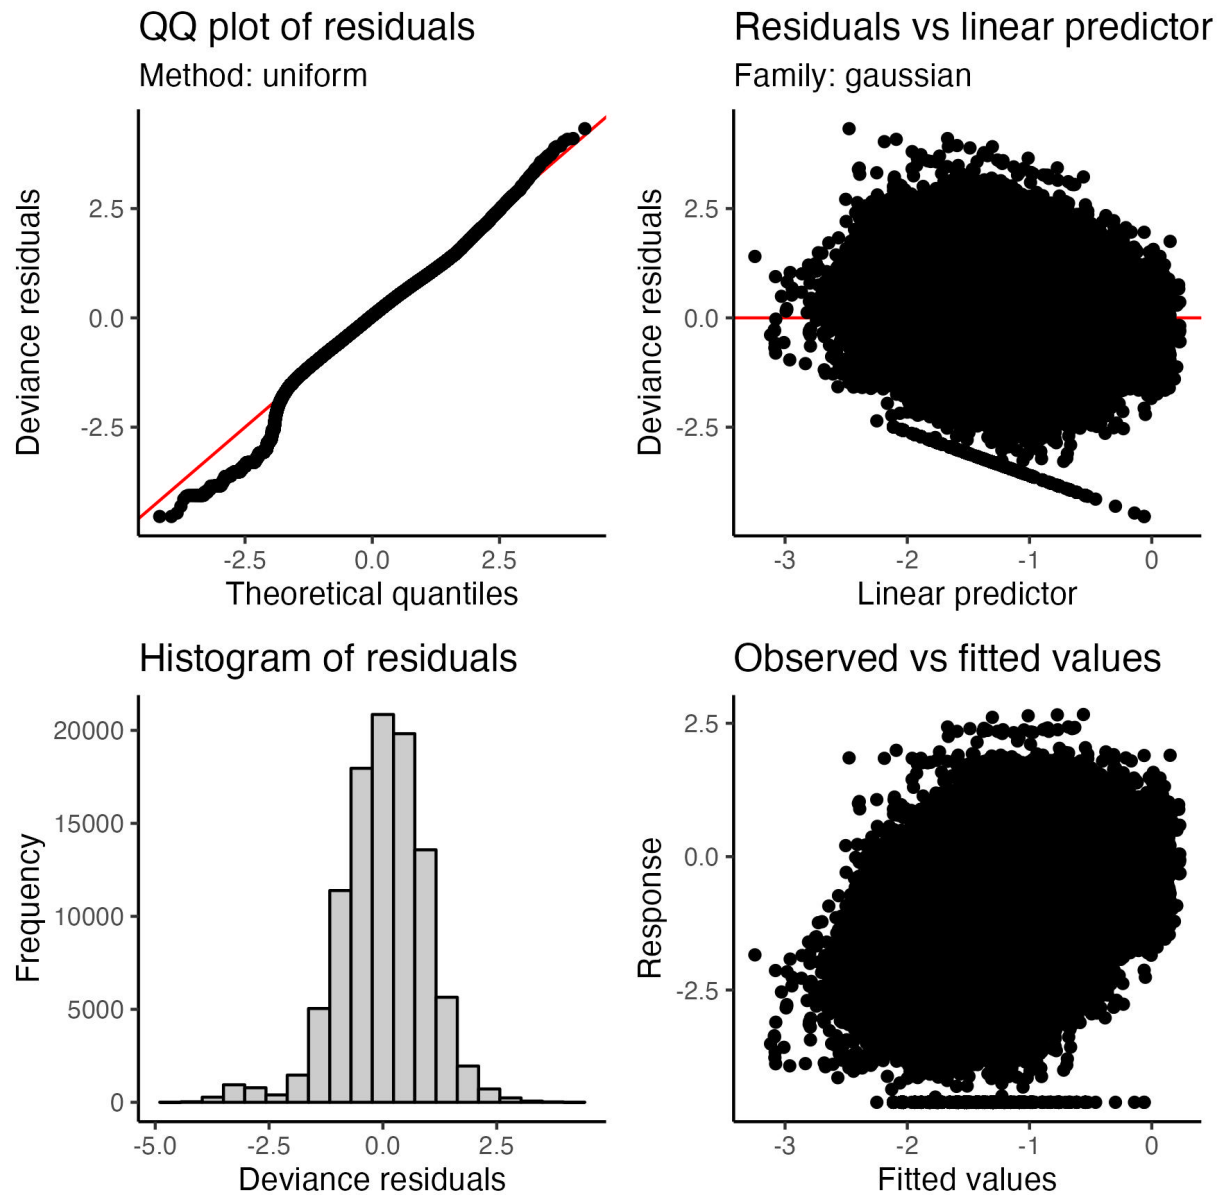 QQ plot of residuals
Method: uniform
Deviance residuals
2.5
0.0
-2.5
-2.5
0.0
2.5
Theoretical quantiles
Residuals vs linear predictor
Family: gaussian
Deviance residuals
2.5
0.0
-2.5
-3
-2
-1
0
Linear predictor
Histogram of residuals
Frequency
20000
15000
10000
5000
0
-5.0
-2.5
0.0
2.5
Deviance residuals
Observed vs fitted values
Response
2.5
0.0
-2.5
-3
-2
-1
0
Fitted values